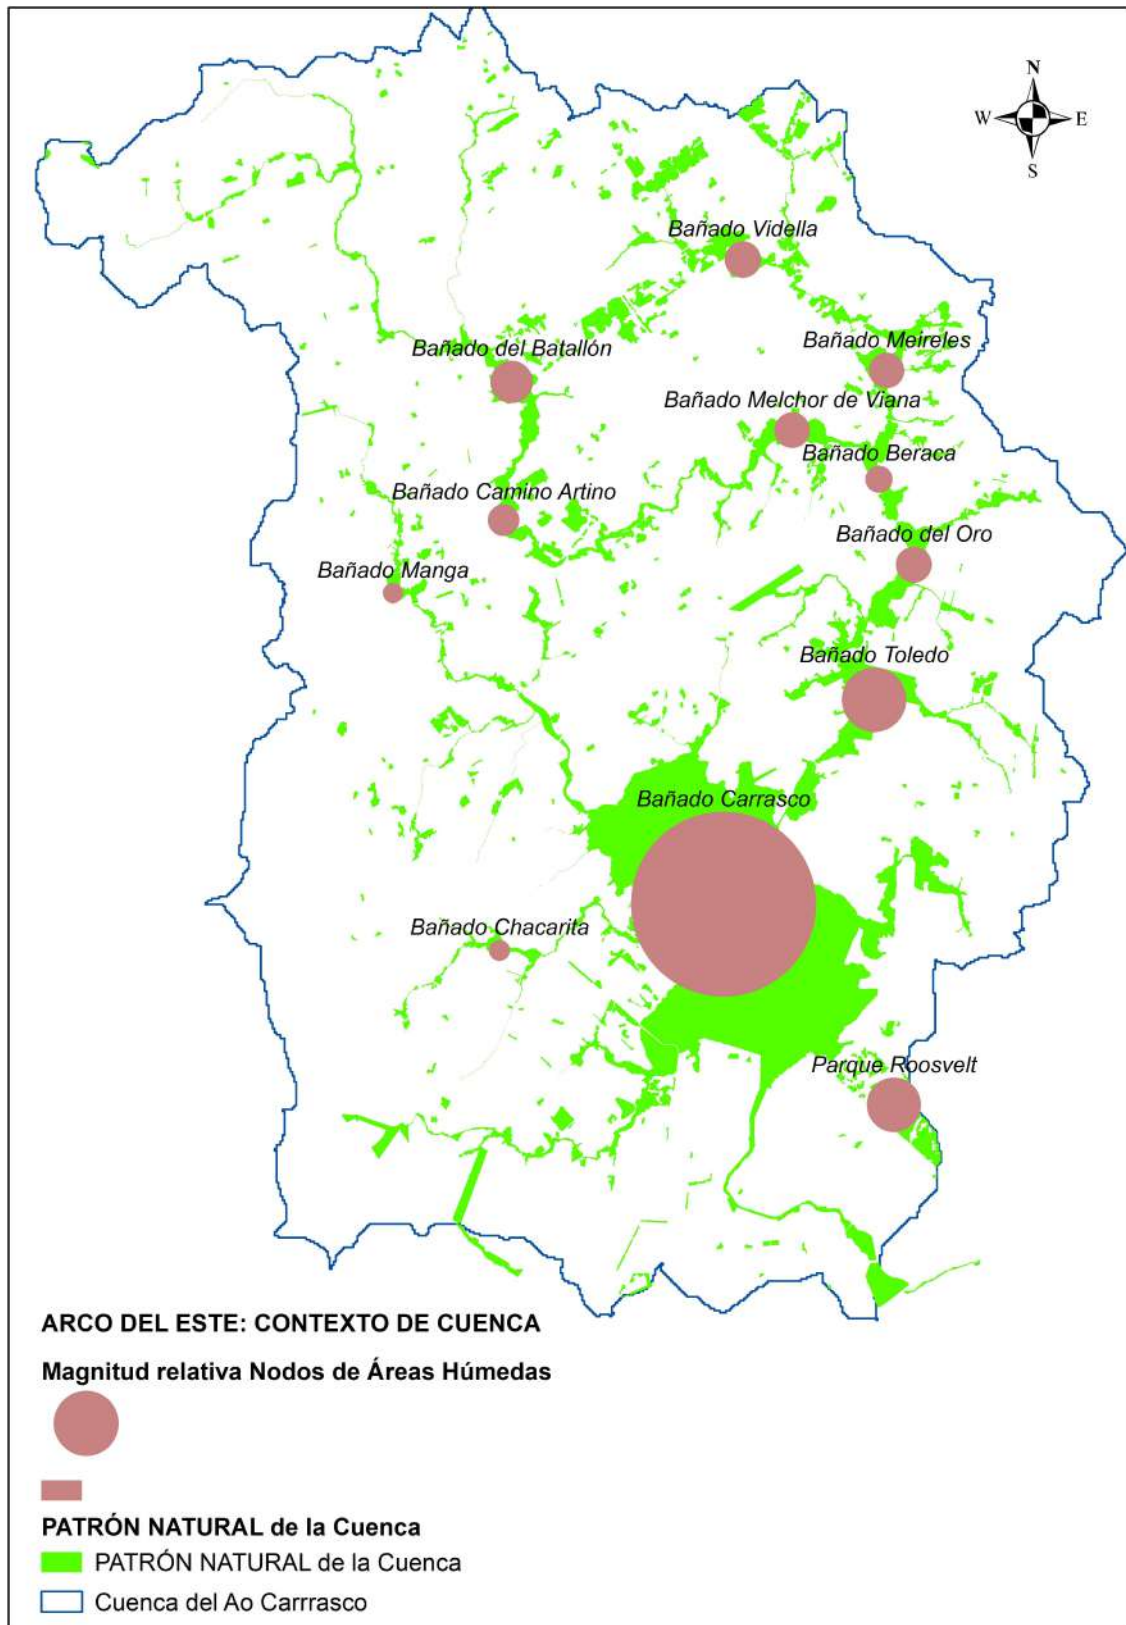 N
W E
S
Bañado Vidella
Bañado Meireles
Bañado del Batallón
Bañado Melchor de Viana
Bañado Beraca
Bañado Camino Artino
Bañado del Oro
Bañado Manga
Bañado Toledo
Bañado Carrasco
Bañado Chacarita
Parque Roosvelt
ARCO DEL ESTE: CONTEXTO DE CUENCA
Magnitud relativa Nodos de Áreas Húmedas
PATRÓN NATURAL de la Cuenca
PATRÓN NATURAL de la Cuenca
Cuenca del Ao Carrrasco